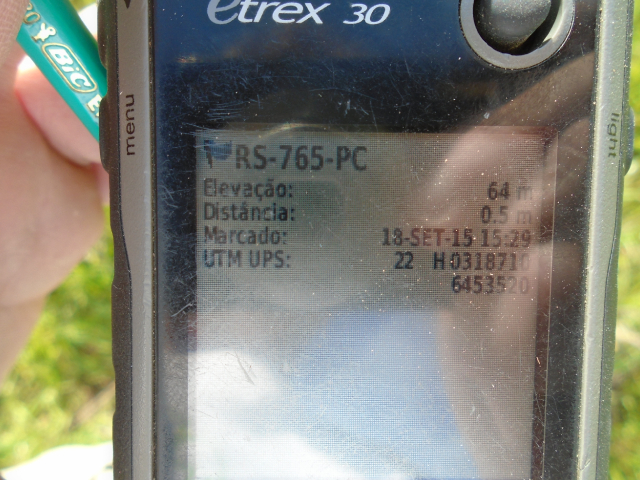 etrex 30
BiC
menu
light
RS-765-PC
Elevação: 64 m
Distância: 0.5 m
Marcado: 18-SET-15 15:29
UTM UPS: 22 H 0318710
6453520